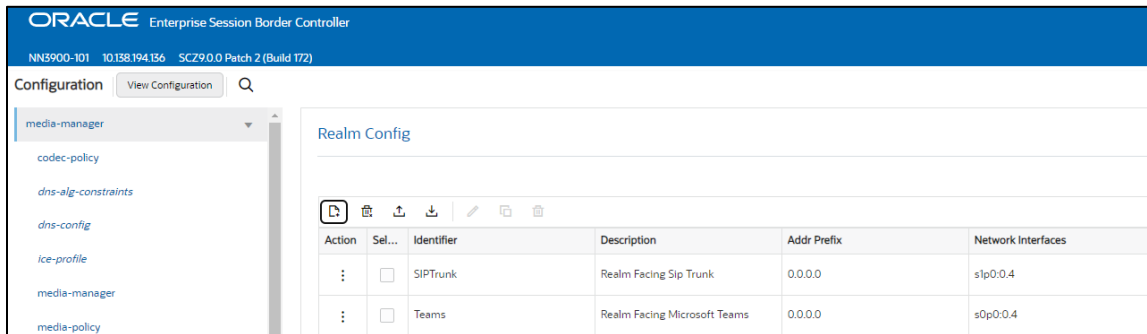 ORACLE Enterprise Session Border Controller
NN3900-101 10.138.194.136 SCZ9.0.0 Patch 2 (Build 172)
Configuration View Configuration
media-manager
codec-policy
dns-alg-constraints
dns-config
ice-profile
media-manager
media-policy
Realm Config
Action Sel... Identifier Description Addr Prefix Network Interfaces
SIPTrunk Realm Facing Sip Trunk 0.0.0.0 s1p0:0.4
Teams Realm Facing Microsoft Teams 0.0.0.0 s0p0:0.4